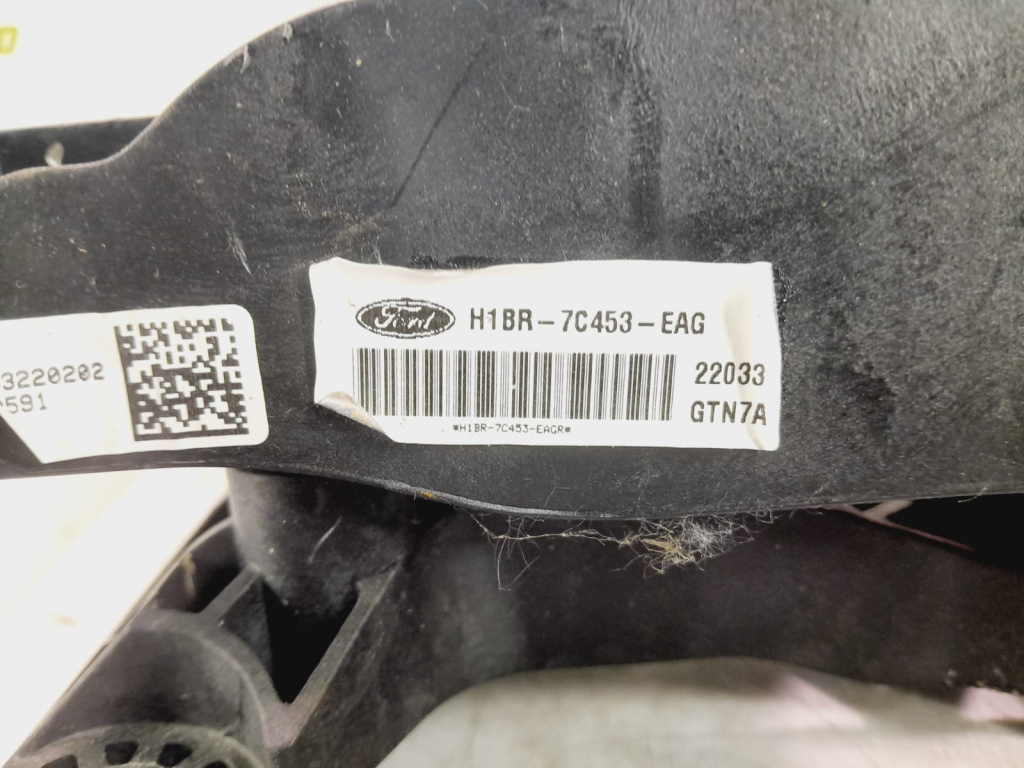 Ford H1BR-7C453-EAG
22033
GTN7A
*H1BR-7C453-EAGR*
3220202
591